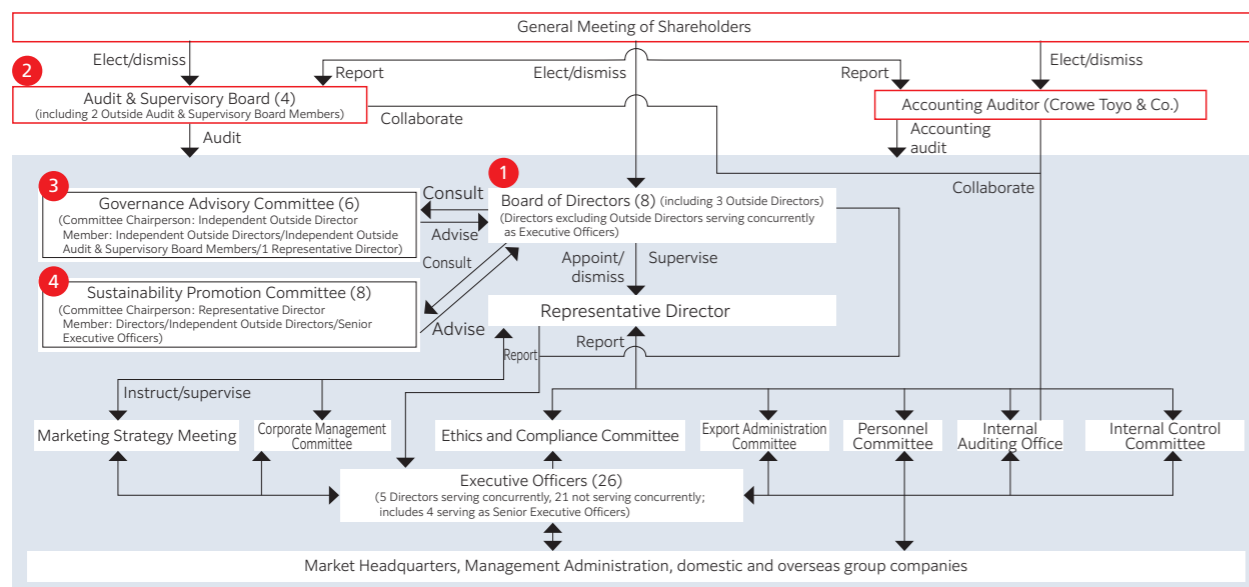 General Meeting of Shareholders
Elect/dismiss
Report
Elect/dismiss
Report
Elect/dismiss
2
Audit & Supervisory Board (4)
(including 2 Outside Audit & Supervisory Board Members)
Collaborate
Accounting Auditor (Crowe Toyo & Co.)
Audit
Accounting
audit
Collaborate
3
Governance Advisory Committee (6)
(Committee Chairperson: Independent Outside Director
Member: Independent Outside Directors/Independent Outside
Audit & Supervisory Board Members/1 Representative Director)
Consult
Advise
1
Board of Directors (8) (including 3 Outside Directors)
(Directors excluding Outside Directors serving concurrently
as Executive Officers)
Consult
Advise
4
Sustainability Promotion Committee (8)
(Committee Chairperson: Representative Director
Member: Directors/Independent Outside Directors/Senior
Executive Officers)
Appoint/
dismiss
Supervise
Representative Director
Report
Report
Instruct/supervise
Marketing Strategy Meeting
Corporate Management
Committee
Ethics and Compliance Committee
Export Administration
Committee
Personnel
Committee
Internal
Auditing Office
Internal Control
Committee
Executive Officers (26)
(5 Directors serving concurrently, 21 not serving concurrently;
includes 4 serving as Senior Executive Officers)
Market Headquarters, Management Administration, domestic and overseas group companies